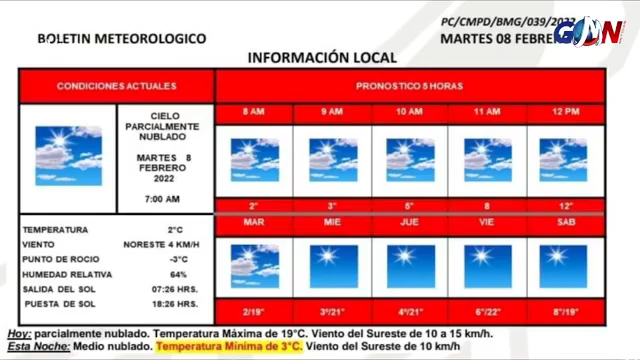 PC/CMPD/BMG/039/2022
BOLETIN METEOROLOGICO
MARTES 08 FEBRERO
GN
INFORMACIÓN LOCAL
CONDICIONES ACTUALES
PRONOSTICO 5 HORAS
8 AM 9 AM 10 AM 11 AM 12 PM
CIELO
PARCIALMENTE
NUBLADO
MARTES 8
FEBRERO
2022
7:00 AM
2° 3° 5° 8 12°
MAR MIE JUE VIE SAB
TEMPERATURA 2°C
VIENTO NORESTE 4 KM/H
PUNTO DE ROCIO -3°C
HUMEDAD RELATIVA 64%
SALIDA DEL SOL 07:26 HRS.
PUESTA DE SOL 18:26 HRS.
2/19° 3°/21° 4°/21° 6°/22° 8°/19°
Hoy: parcialmente nublado. Temperatura Máxima de 19°C. Viento del Sureste de 10 a 15 km/h.
Esta Noche: Medio nublado. Temperatura Mínima de 3°C. Viento del Sureste de 10 km/h